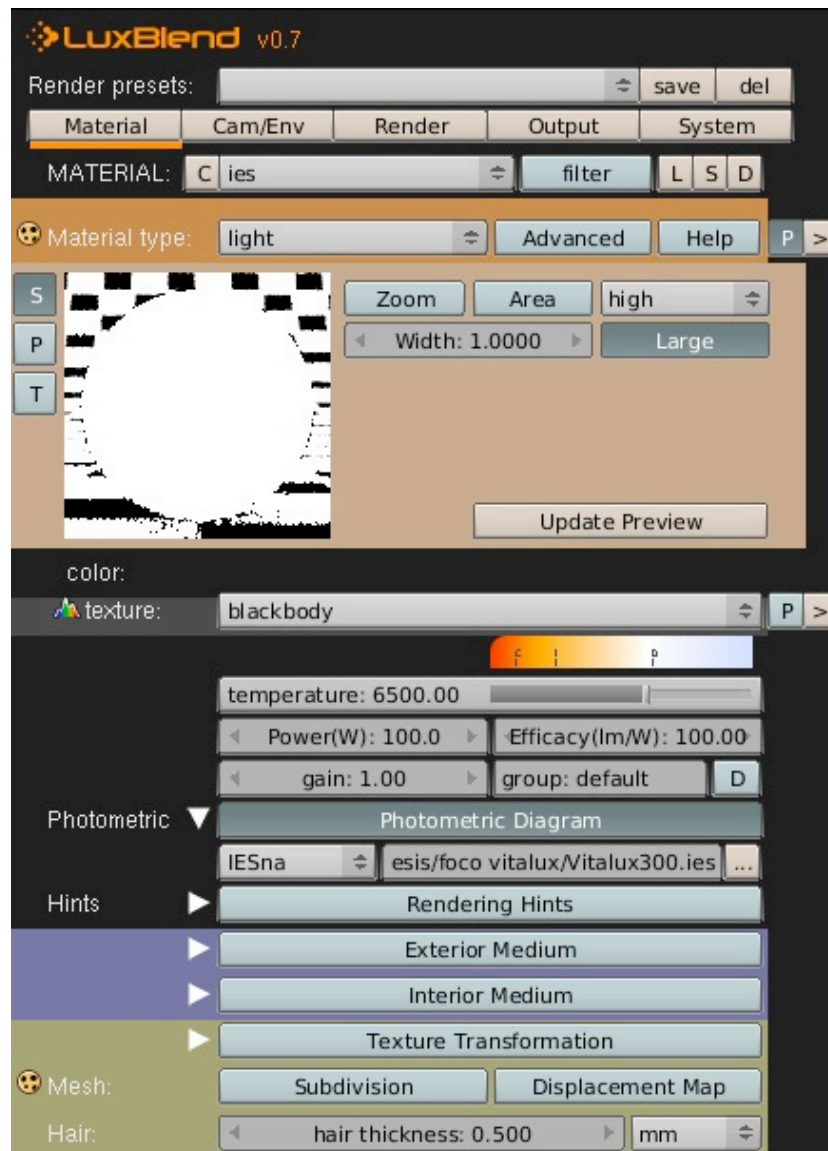 LuxBlend v0.7
Render presets: save del
Material Cam/Env Render Output System
MATERIAL: C ies filter L S D
Material type: light Advanced Help P >
S Zoom Area high
P Width: 1.0000 Large
T
Update Preview
color:
texture: blackbody P >
temperature: 6500.00
Power(W): 100.0 Efficacy(lm/W): 100.00
gain: 1.00 group: default D
Photometric Photometric Diagram
IESna esis/foco vitalux/Vitalux300.ies ...
Hints Rendering Hints
Exterior Medium
Interior Medium
Texture Transformation
Mesh: Subdivision Displacement Map
Hair: hair thickness: 0.500 mm